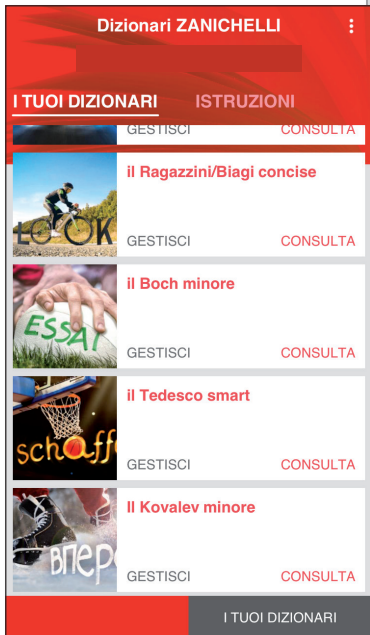 Dizionari ZANICHELLI
I TUOI DIZIONARI ISTRUZIONI
GESTISCI CONSULTA
LOOK
il Ragazzini/Biagi concise
GESTISCI CONSULTA
ESSAI
il Boch minore
GESTISCI CONSULTA
schaff
il Tedesco smart
GESTISCI CONSULTA
ВПЕР
Il Kovalev minore
GESTISCI CONSULTA
I TUOI DIZIONARI